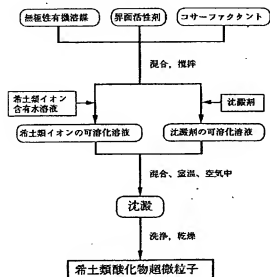 無極性有機溶媒
界面活性剤
コサーファクタント
混合，撹拌
希土類イオン
含有水溶液
沈澱剤
希土類イオンの可溶化溶液
沈澱剤の可溶化溶液
混合、室温、空気中
沈澱
洗浄，乾燥
希土類酸化物超微粒子